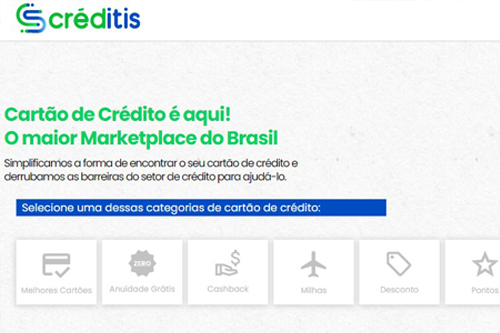 créditis
Cartão de Crédito é aqui!
O maior Marketplace do Brasil
Simplificamos a forma de encontrar o seu cartão de crédito e
derrubamos as barreiras do setor de crédito para ajudá-lo.
Selecione uma dessas categorias de cartão de crédito:
ZERO
Melhores Cartões Anuidade Grátis Cashback Milhas Desconto Pontos